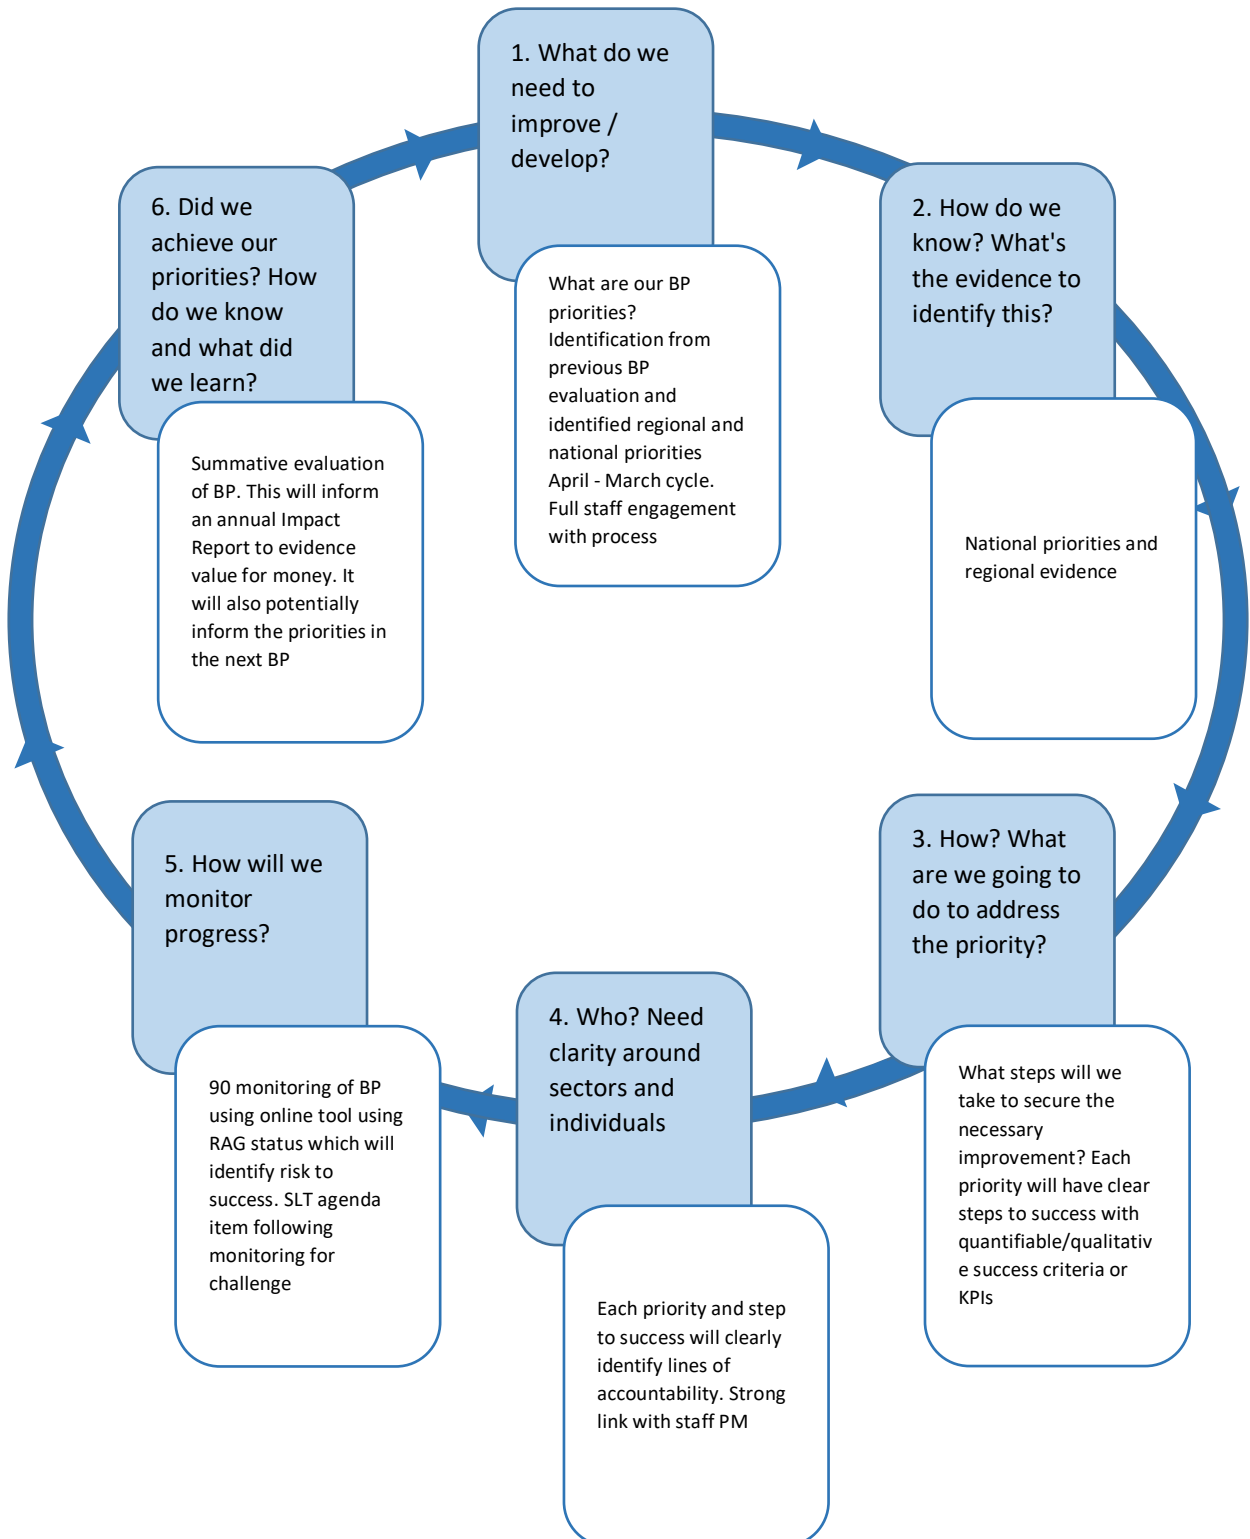 1. What do we
need to
improve /
develop?
What are our BP
priorities?
Identification from
previous BP
evaluation and
identified regional and
national priorities
April - March cycle.
Full staff engagement
with process
2. How do we
know? What's
the evidence to
identify this?
National priorities and
regional evidence
3. How? What
are we going to
do to address
the priority?
What steps will we
take to secure the
necessary
improvement? Each
priority will have clear
steps to success with
quantifiable/qualitativ
e success criteria or
KPIs
4. Who? Need
clarity around
sectors and
individuals
Each priority and step
to success will clearly
identify lines of
accountability. Strong
link with staff PM
5. How will we
monitor
progress?
90 monitoring of BP
using online tool using
RAG status which will
identify risk to
success. SLT agenda
item following
monitoring for
challenge
6. Did we
achieve our
priorities? How
do we know
and what did
we learn?
Summative evaluation
of BP. This will inform
an annual Impact
Report to evidence
value for money. It
will also potentially
inform the priorities in
the next BP